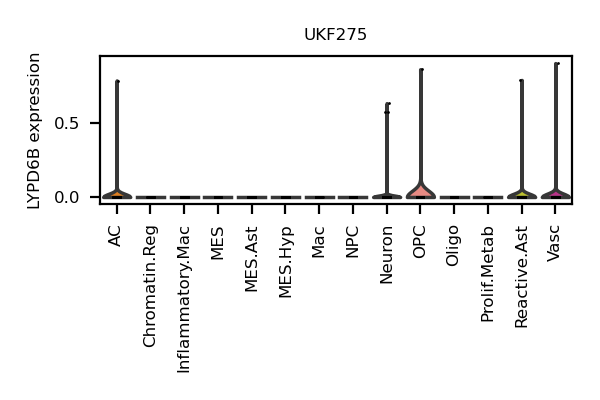 UKF275
LYPD6B expression
0.5
0.0
AC
Chromatin.Reg
Inflammatory.Mac
MES
MES.Ast
MES.Hyp
Mac
NPC
Neuron
OPC
Oligo
Prolif.Metab
Reactive.Ast
Vasc